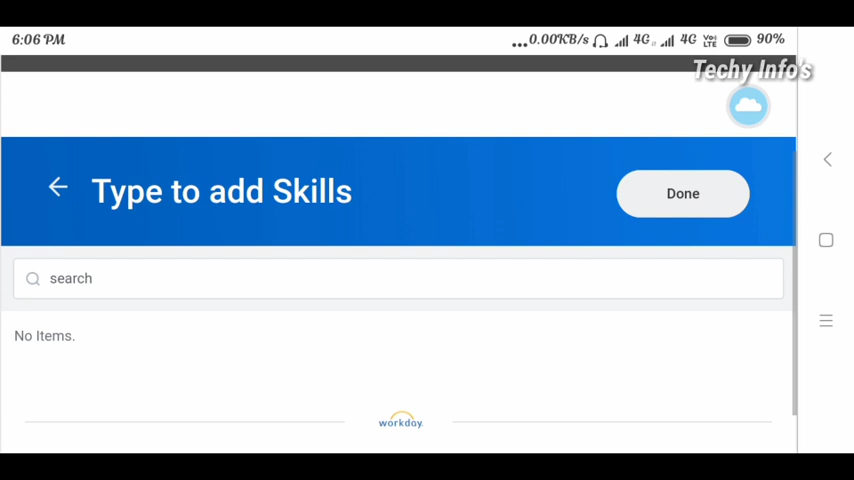 6:06 PM
...0.00KB/s 4G 4G Vo) LTE 90%
Techy Info's
Type to add Skills
Done
search
No Items.
workday.